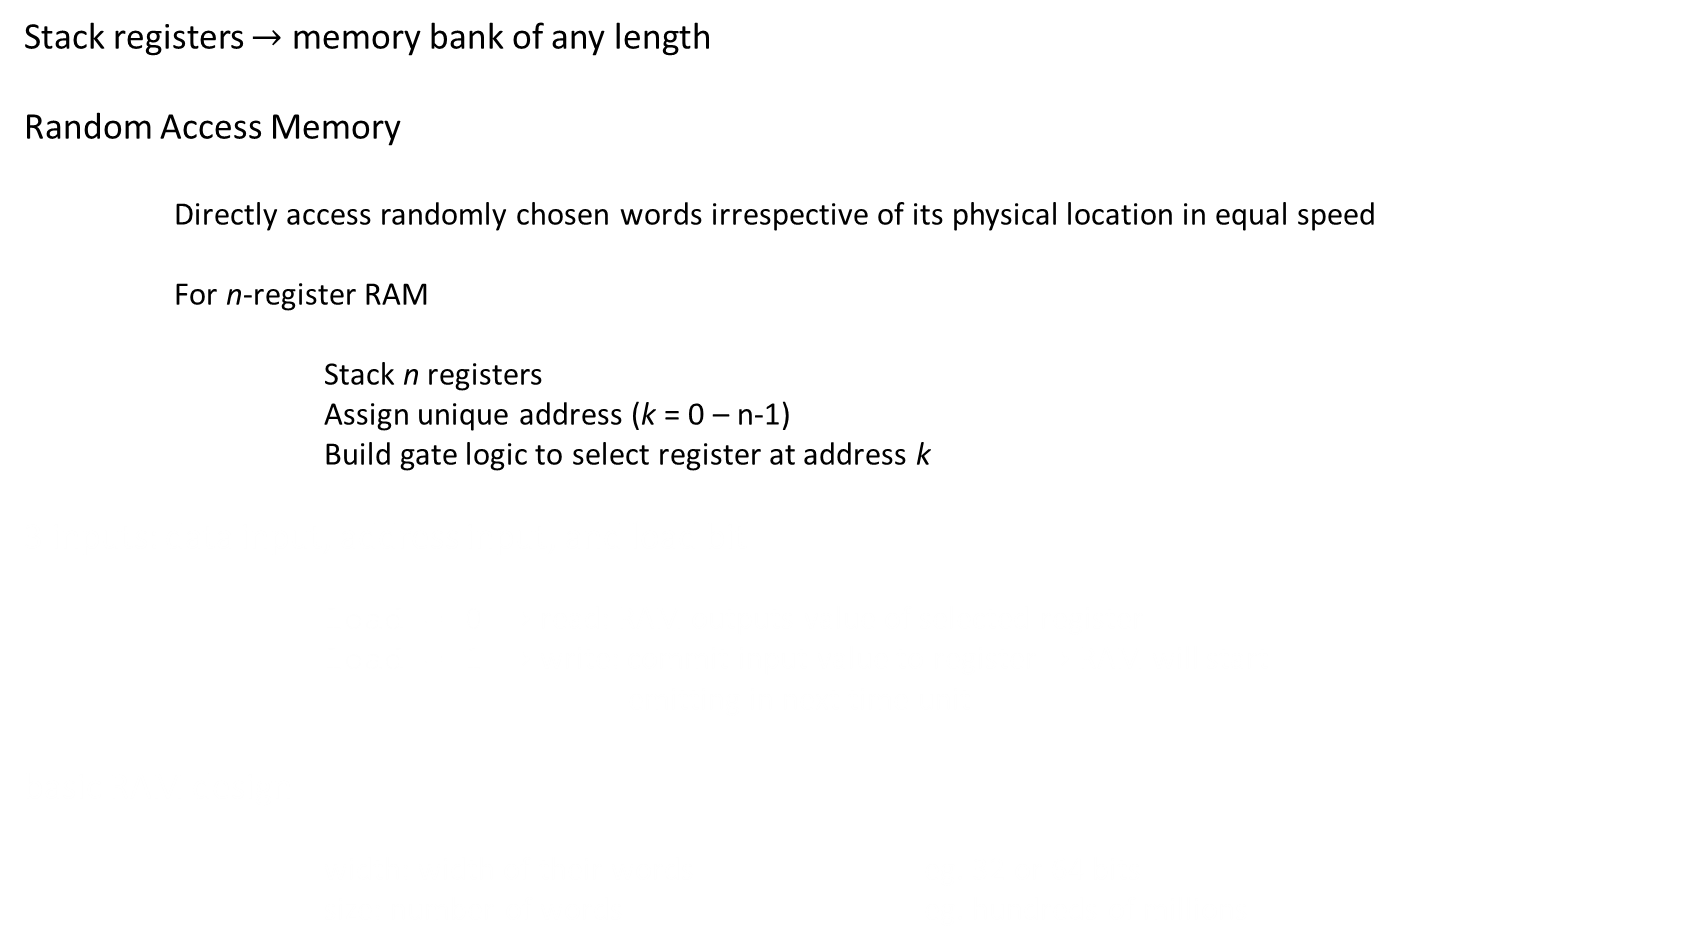 Stack registers → memory bank of any length
Random Access Memory
Directly access randomly chosen words irrespective of its physical location in equal speed
For n-register RAM
Stack n registers
Assign unique address (k = 0 – n-1)
Build gate logic to select register at address k